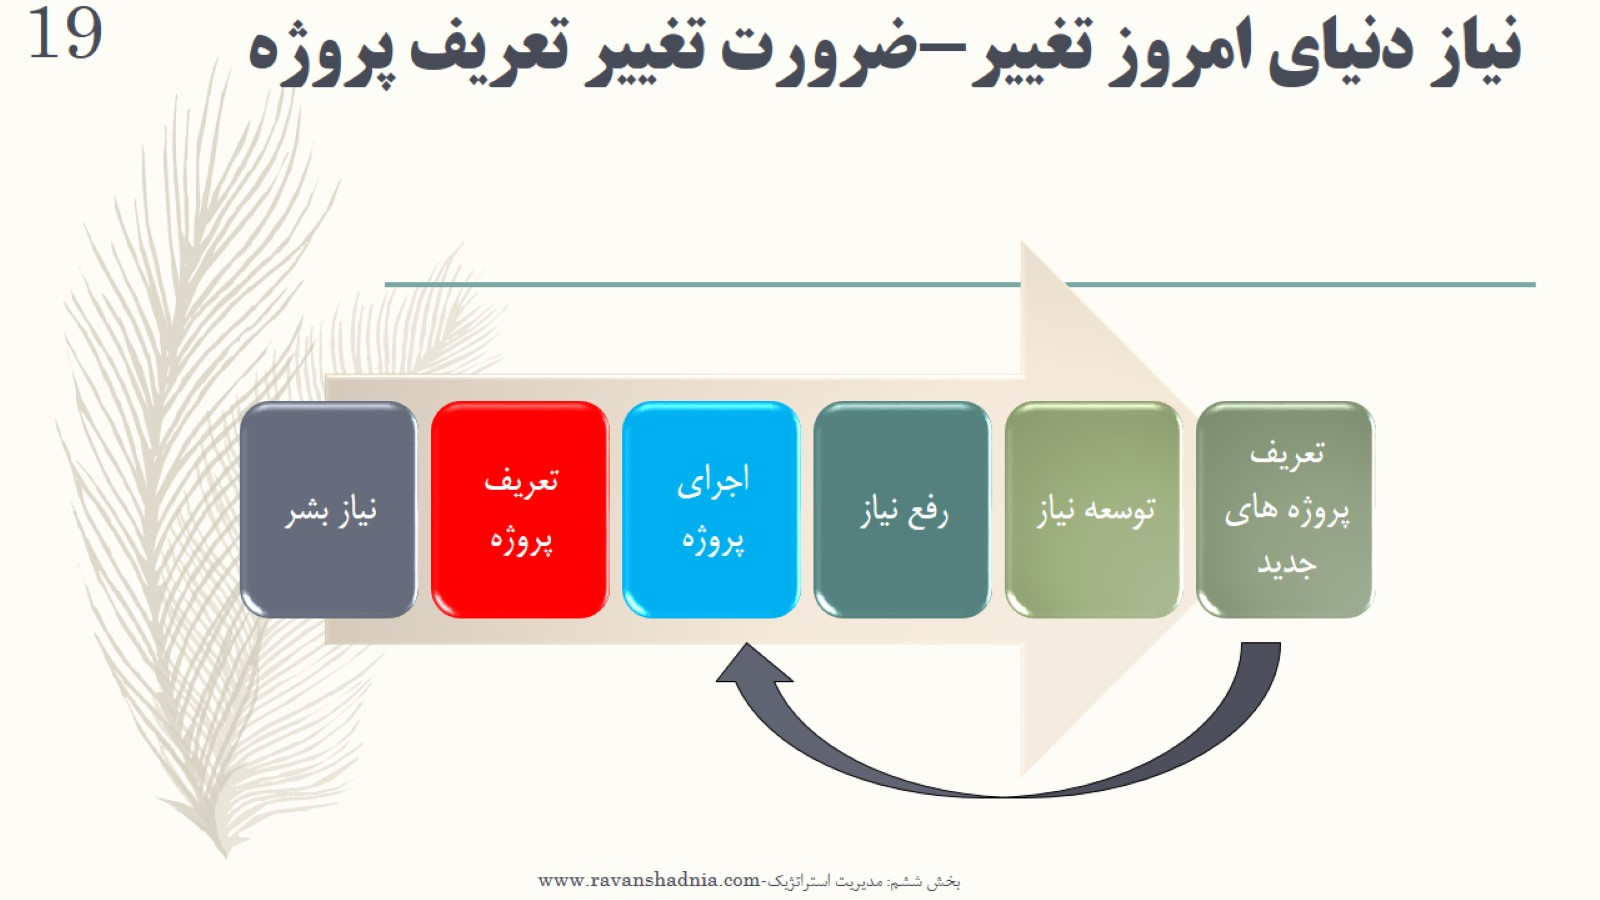 19
نیاز دنیای امروز تغییر–ضرورت تغییر تعریف پروژه
نیاز بشر
تعریف
پروژه
اجرای
پروژه
رفع نیاز
توسعه نیاز
تعریف
پروژه های
جدید
بخش ششم: مدیریت استراتژیک-www.ravanshadnia.com